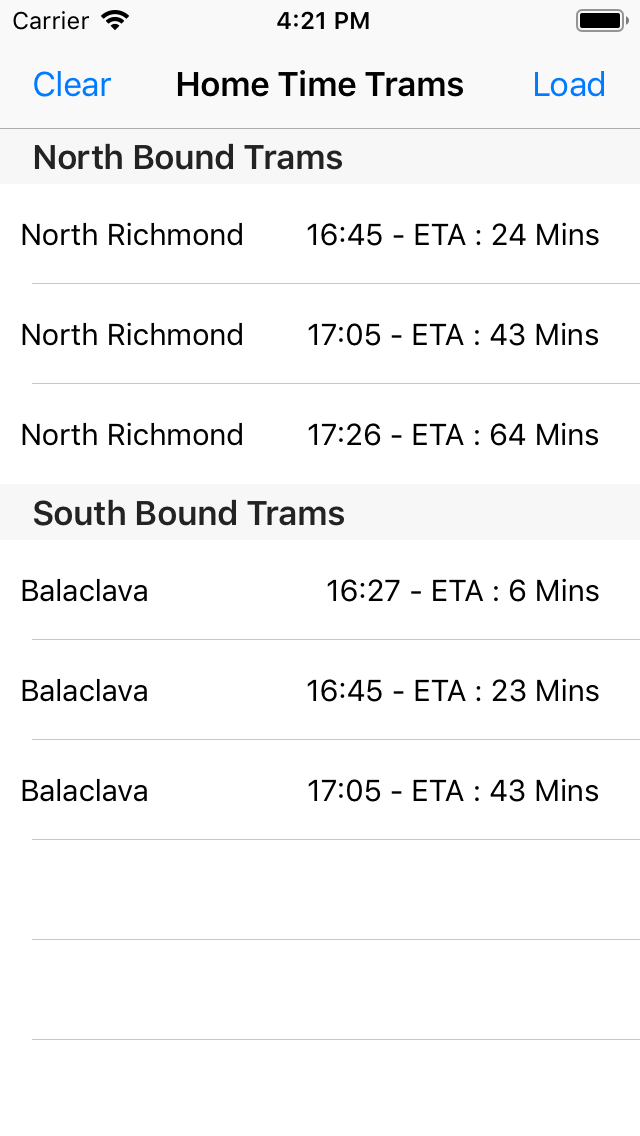 Carrier 4:21 PM
Clear Home Time Trams Load
North Bound Trams
North Richmond 16:45 - ETA : 24 Mins
North Richmond 17:05 - ETA : 43 Mins
North Richmond 17:26 - ETA : 64 Mins
South Bound Trams
Balaclava 16:27 - ETA : 6 Mins
Balaclava 16:45 - ETA : 23 Mins
Balaclava 17:05 - ETA : 43 Mins